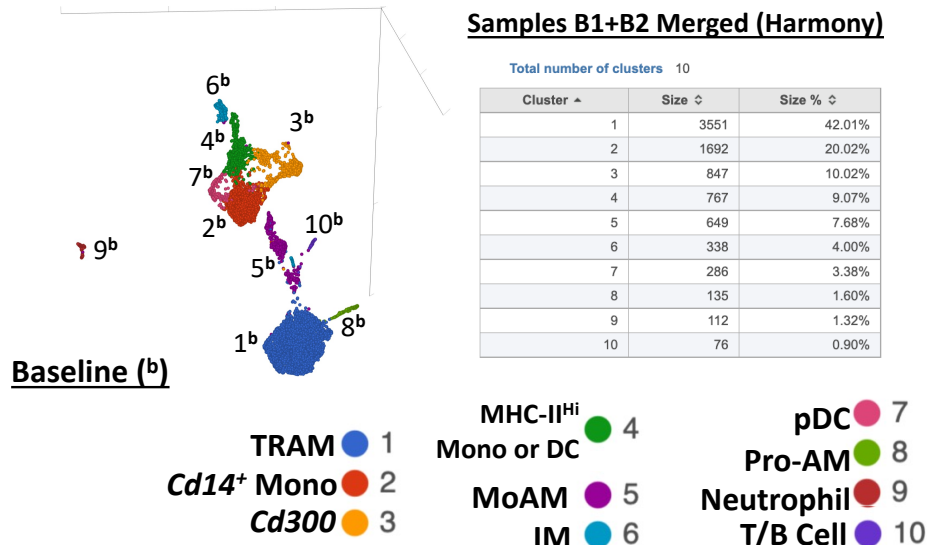 Samples B1+B2 Merged (Harmony)
Total number of clusters 10
Cluster Size Size %
1 3551 42.01%
2 1692 20.02%
3 847 10.02%
4 767 9.07%
5 649 7.68%
6 338 4.00%
7 286 3.38%
8 135 1.60%
9 112 1.32%
10 76 0.90%
6ᵇ
3ᵇ
4ᵇ
7ᵇ
2ᵇ
10ᵇ
9ᵇ
5ᵇ
8ᵇ
1ᵇ
Baseline (ᵇ)
TRAM 1
Cd14⁺ Mono 2
Cd300 3
MHC-IIᴴⁱ
Mono or DC 4
MoAM 5
IM 6
pDC 7
Pro-AM 8
Neutrophil 9
T/B Cell 10